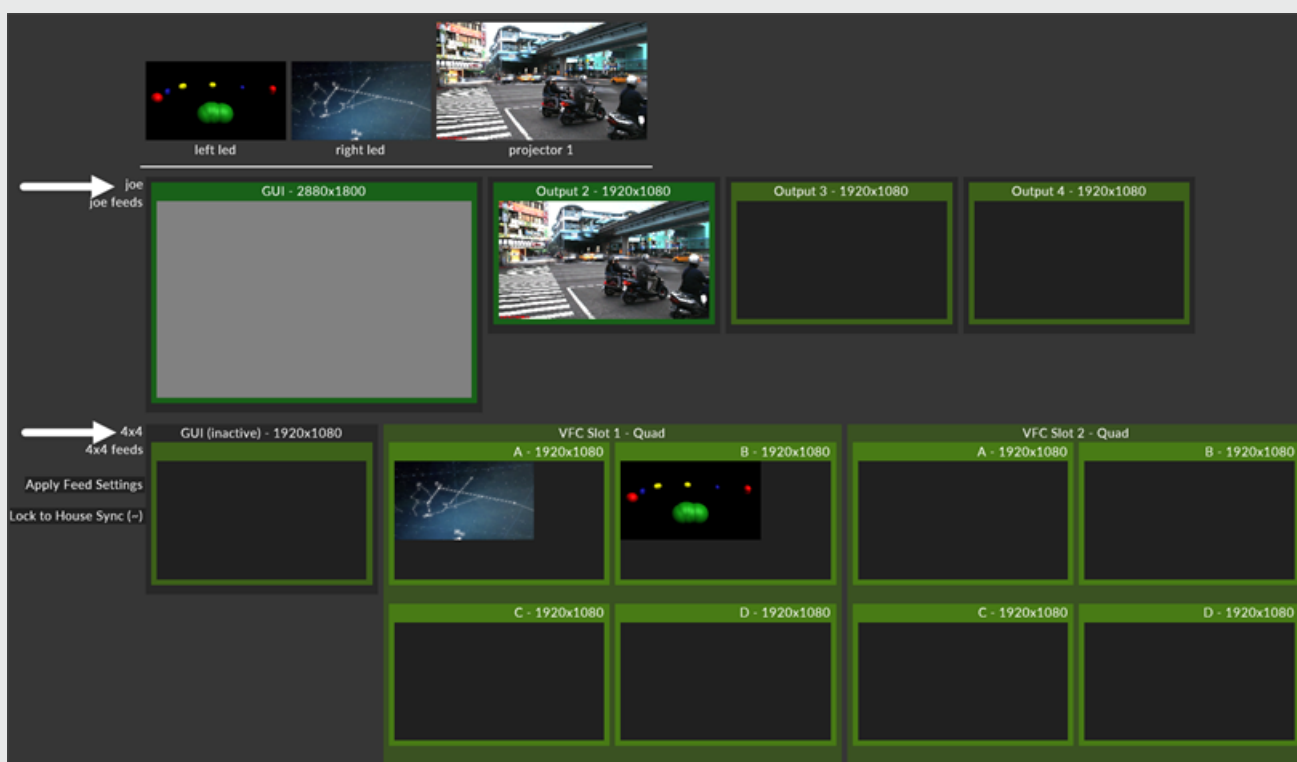 left led right led projector 1
joe GUI - 2880x1800 Output 2 - 1920x1080 Output 3 - 1920x1080 Output 4 - 1920x1080
joe feeds
4x4 GUI (inactive) - 1920x1080 VFC Slot 1 - Quad VFC Slot 2 - Quad
4x4 feeds A - 1920x1080 B - 1920x1080 A - 1920x1080 B - 1920x1080
Apply Feed Settings
Lock to House Sync (~)
C - 1920x1080 D - 1920x1080 C - 1920x1080 D - 1920x1080